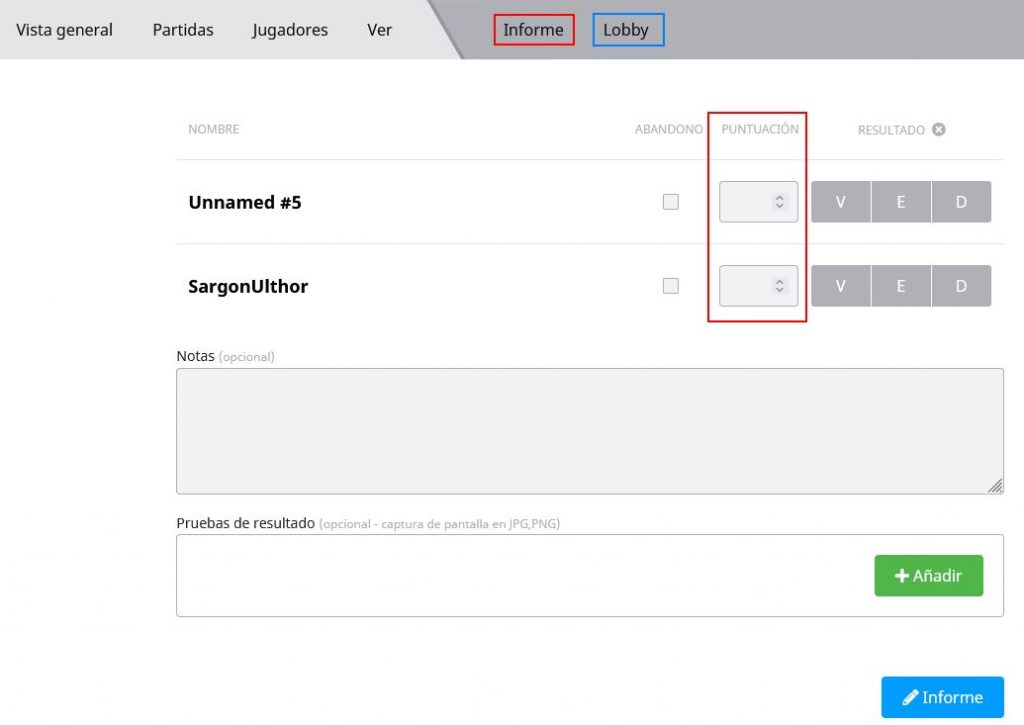 Vista general Partidas Jugadores Ver Informe Lobby
NOMBRE ABANDONO PUNTUACIÓN RESULTADO
Unnamed #5 V E D
SargonUlthor V E D
Notas (opcional)
Pruebas de resultado (opcional - captura de pantalla en JPG,PNG)
Añadir
Informe